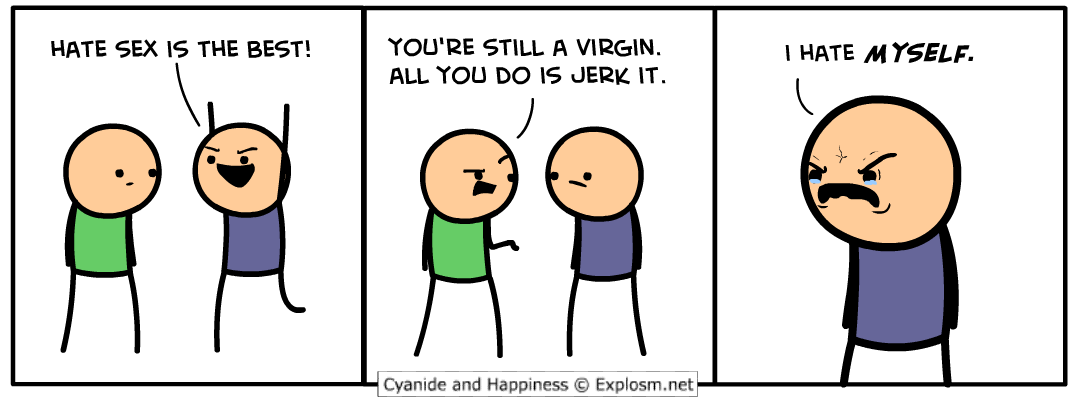 HATE SEX IS THE BEST!
YOU'RE STILL A VIRGIN.
ALL YOU DO IS JERK IT.
I HATE MYSELF.
Cyanide and Happiness © Explosm.net